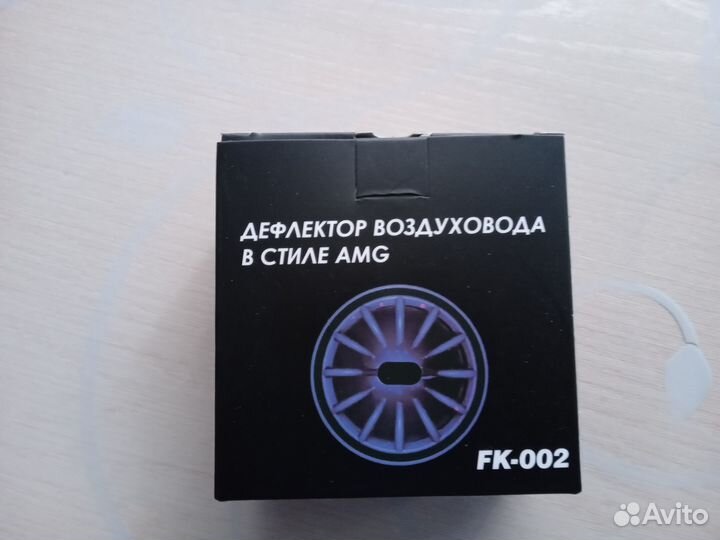 ДЕФЛЕКТОР ВОЗДУХОВОДА
В СТИЛЕ AMG
FK-002
Avito